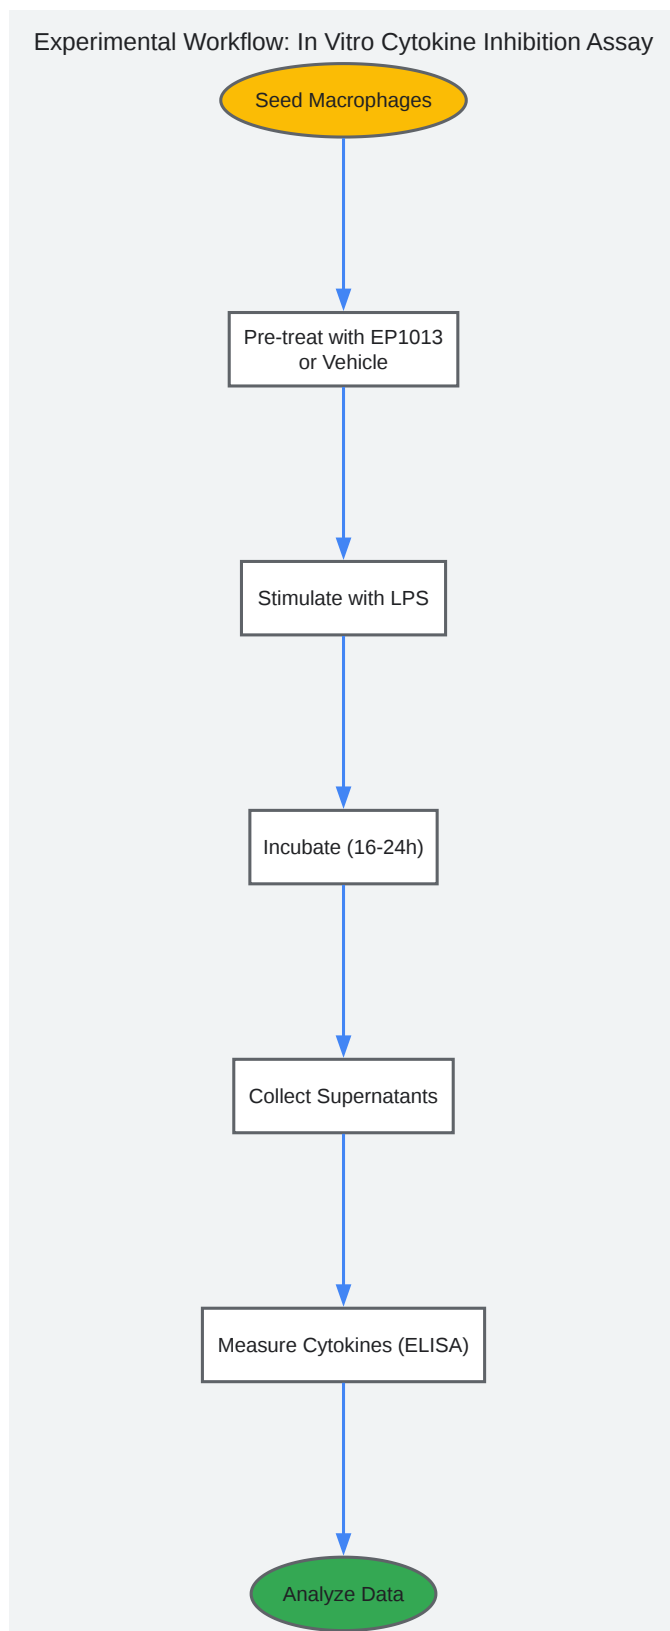 Experimental Workflow: In Vitro Cytokine Inhibition Assay
Seed Macrophages
Pre-treat with EP1013
or Vehicle
Stimulate with LPS
Incubate (16-24h)
Collect Supernatants
Measure Cytokines (ELISA)
Analyze Data